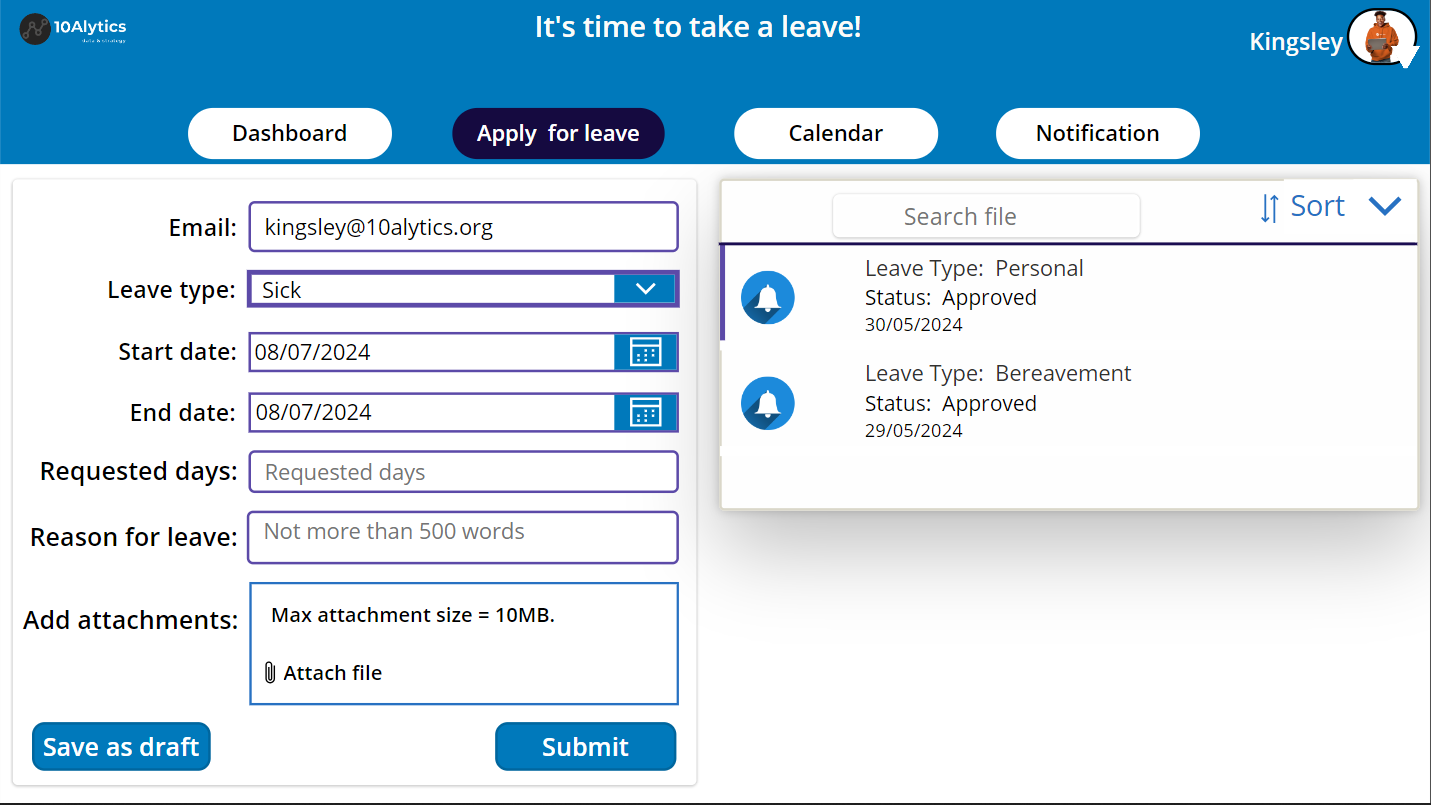 10Alytics
data & strategy
It's time to take a leave!
Kingsley
Dashboard
Apply for leave
Calendar
Notification
Email:
kingsley@10alytics.org
Leave type:
Sick
Start date:
08/07/2024
End date:
08/07/2024
Requested days:
Requested days
Reason for leave:
Not more than 500 words
Add attachments:
Max attachment size = 10MB.
Attach file
Save as draft
Submit
Search file
Sort
Leave Type: Personal
Status: Approved
30/05/2024
Leave Type: Bereavement
Status: Approved
29/05/2024